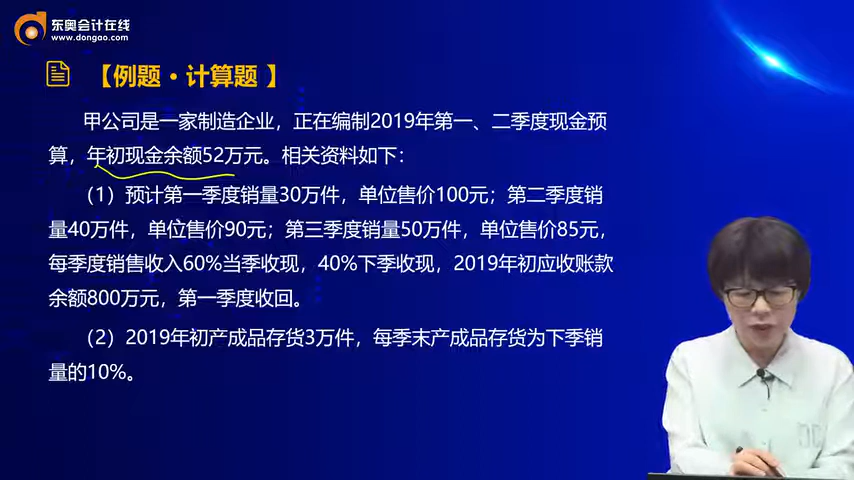 东奥会计在线
www.dongao.com
【例题·计算题 】
甲公司是一家制造企业，正在编制2019年第一、二季度现金预
算，年初现金余额52万元。相关资料如下：
（1）预计第一季度销量30万件，单位售价100元；第二季度销
量40万件，单位售价90元；第三季度销量50万件，单位售价85元，
每季度销售收入60%当季收现，40%下季收现，2019年初应收账款
余额800万元，第一季度收回。
（2）2019年初产成品存货3万件，每季末产成品存货为下季销
量的10%。